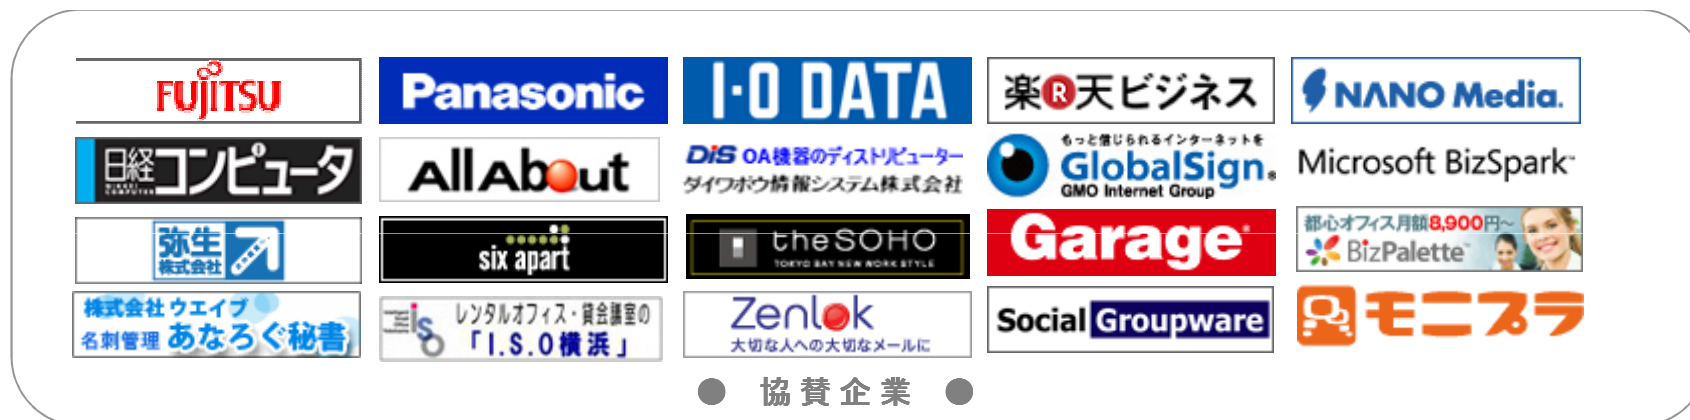 FUJITSU
Panasonic
I-O DATA
楽R天ビジネス
NANO Media.
日経コンピュータ
NIKKEI COMPUTER
All About
DiS OA機器のディストリビューター
ダイワボウ情報システム株式会社
もっと信じられるインターネットを
GlobalSign.
GMO Internet Group
Microsoft BizSpark™
弥生
株式会社
six apart
the SOHO
TOKYO BAY NEW WORK STYLE
Garage
都心オフィス月額8,900円～
BizPalette™
株式会社 ウエイブ
名刺管理 あなろぐ秘書
iso
レンタルオフィス・貸会議室の
「I.S.O横浜」
Zenlok
大切な人への大切なメールに
Social Groupware
モニプラ
● 協賛企業 ●